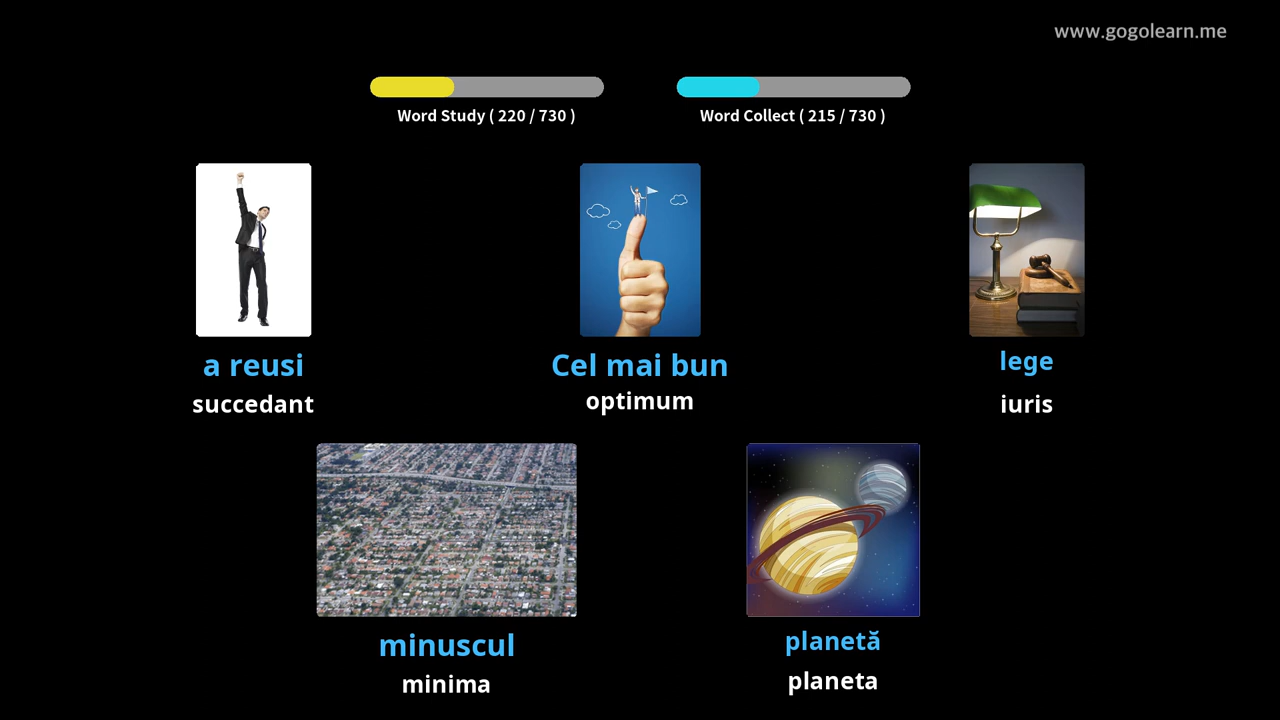 www.gogolearn.me
Word Study ( 220 / 730 )
Word Collect ( 215 / 730 )
a reusi
succedant
Cel mai bun
optimum
lege
iuris
minuscul
minima
planetă
planeta